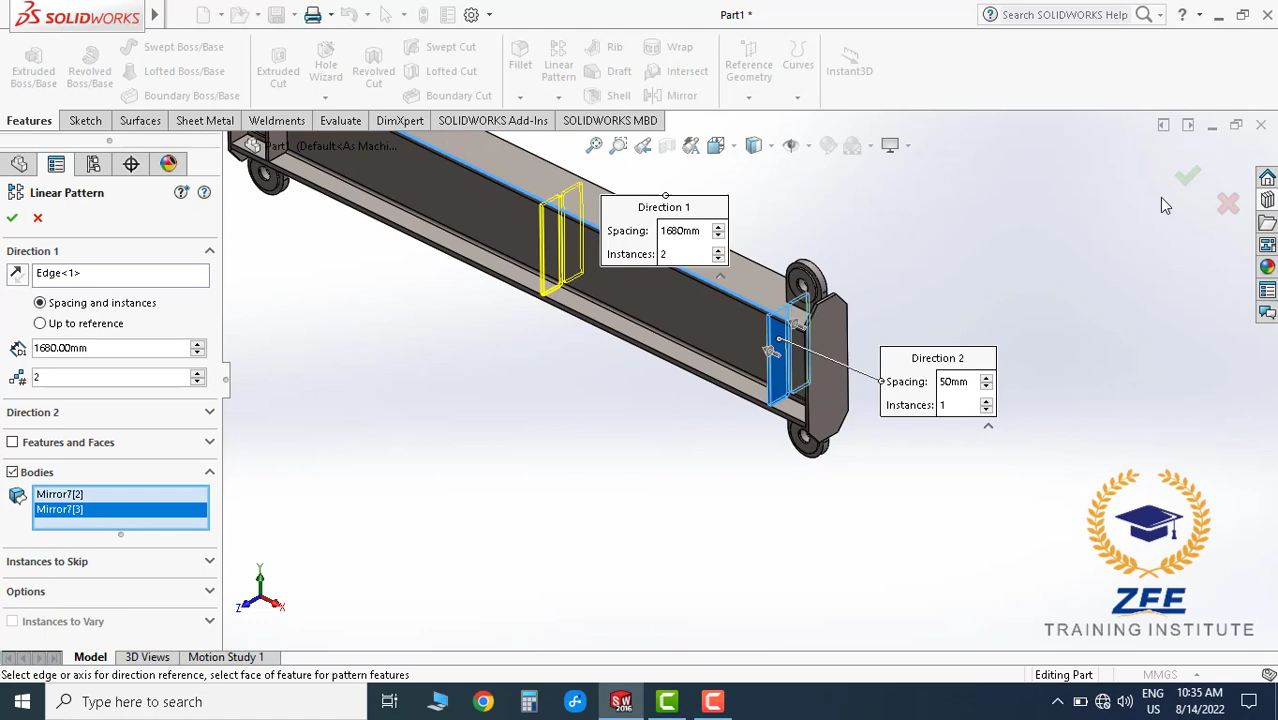 SOLIDWORKS
Part1 *
Search SOLIDWORKS Help
Extruded Boss/Base
Revolved Boss/Base
Swept Boss/Base
Lofted Boss/Base
Boundary Boss/Base
Extruded Cut
Hole Wizard
Revolved Cut
Swept Cut
Lofted Cut
Boundary Cut
Fillet
Linear Pattern
Rib
Draft
Shell
Wrap
Intersect
Mirror
Reference Geometry
Curves
Instant3D
Features
Sketch
Surfaces
Sheet Metal
Weldments
Evaluate
DimXpert
SOLIDWORKS Add-Ins
SOLIDWORKS MBD
Part1 (Default<As Machi...
Linear Pattern
Direction 1
Edge<1>
Spacing and instances
Up to reference
1680.00mm
2
Direction 2
Features and Faces
Bodies
Mirror7[2]
Mirror7[3]
Instances to Skip
Options
Instances to Vary
Direction 1
Spacing: 1680mm
Instances: 2
Direction 2
Spacing: 50mm
Instances: 1
Y
Z
X
ZFE
TRAINING INSTITUTE
Model
3D Views
Motion Study 1
Select edge or axis for direction reference, select face of feature for pattern features
Editing Part
MMGS
Type here to search
SW
2016
ENG
US
10:35 AM
8/14/2022